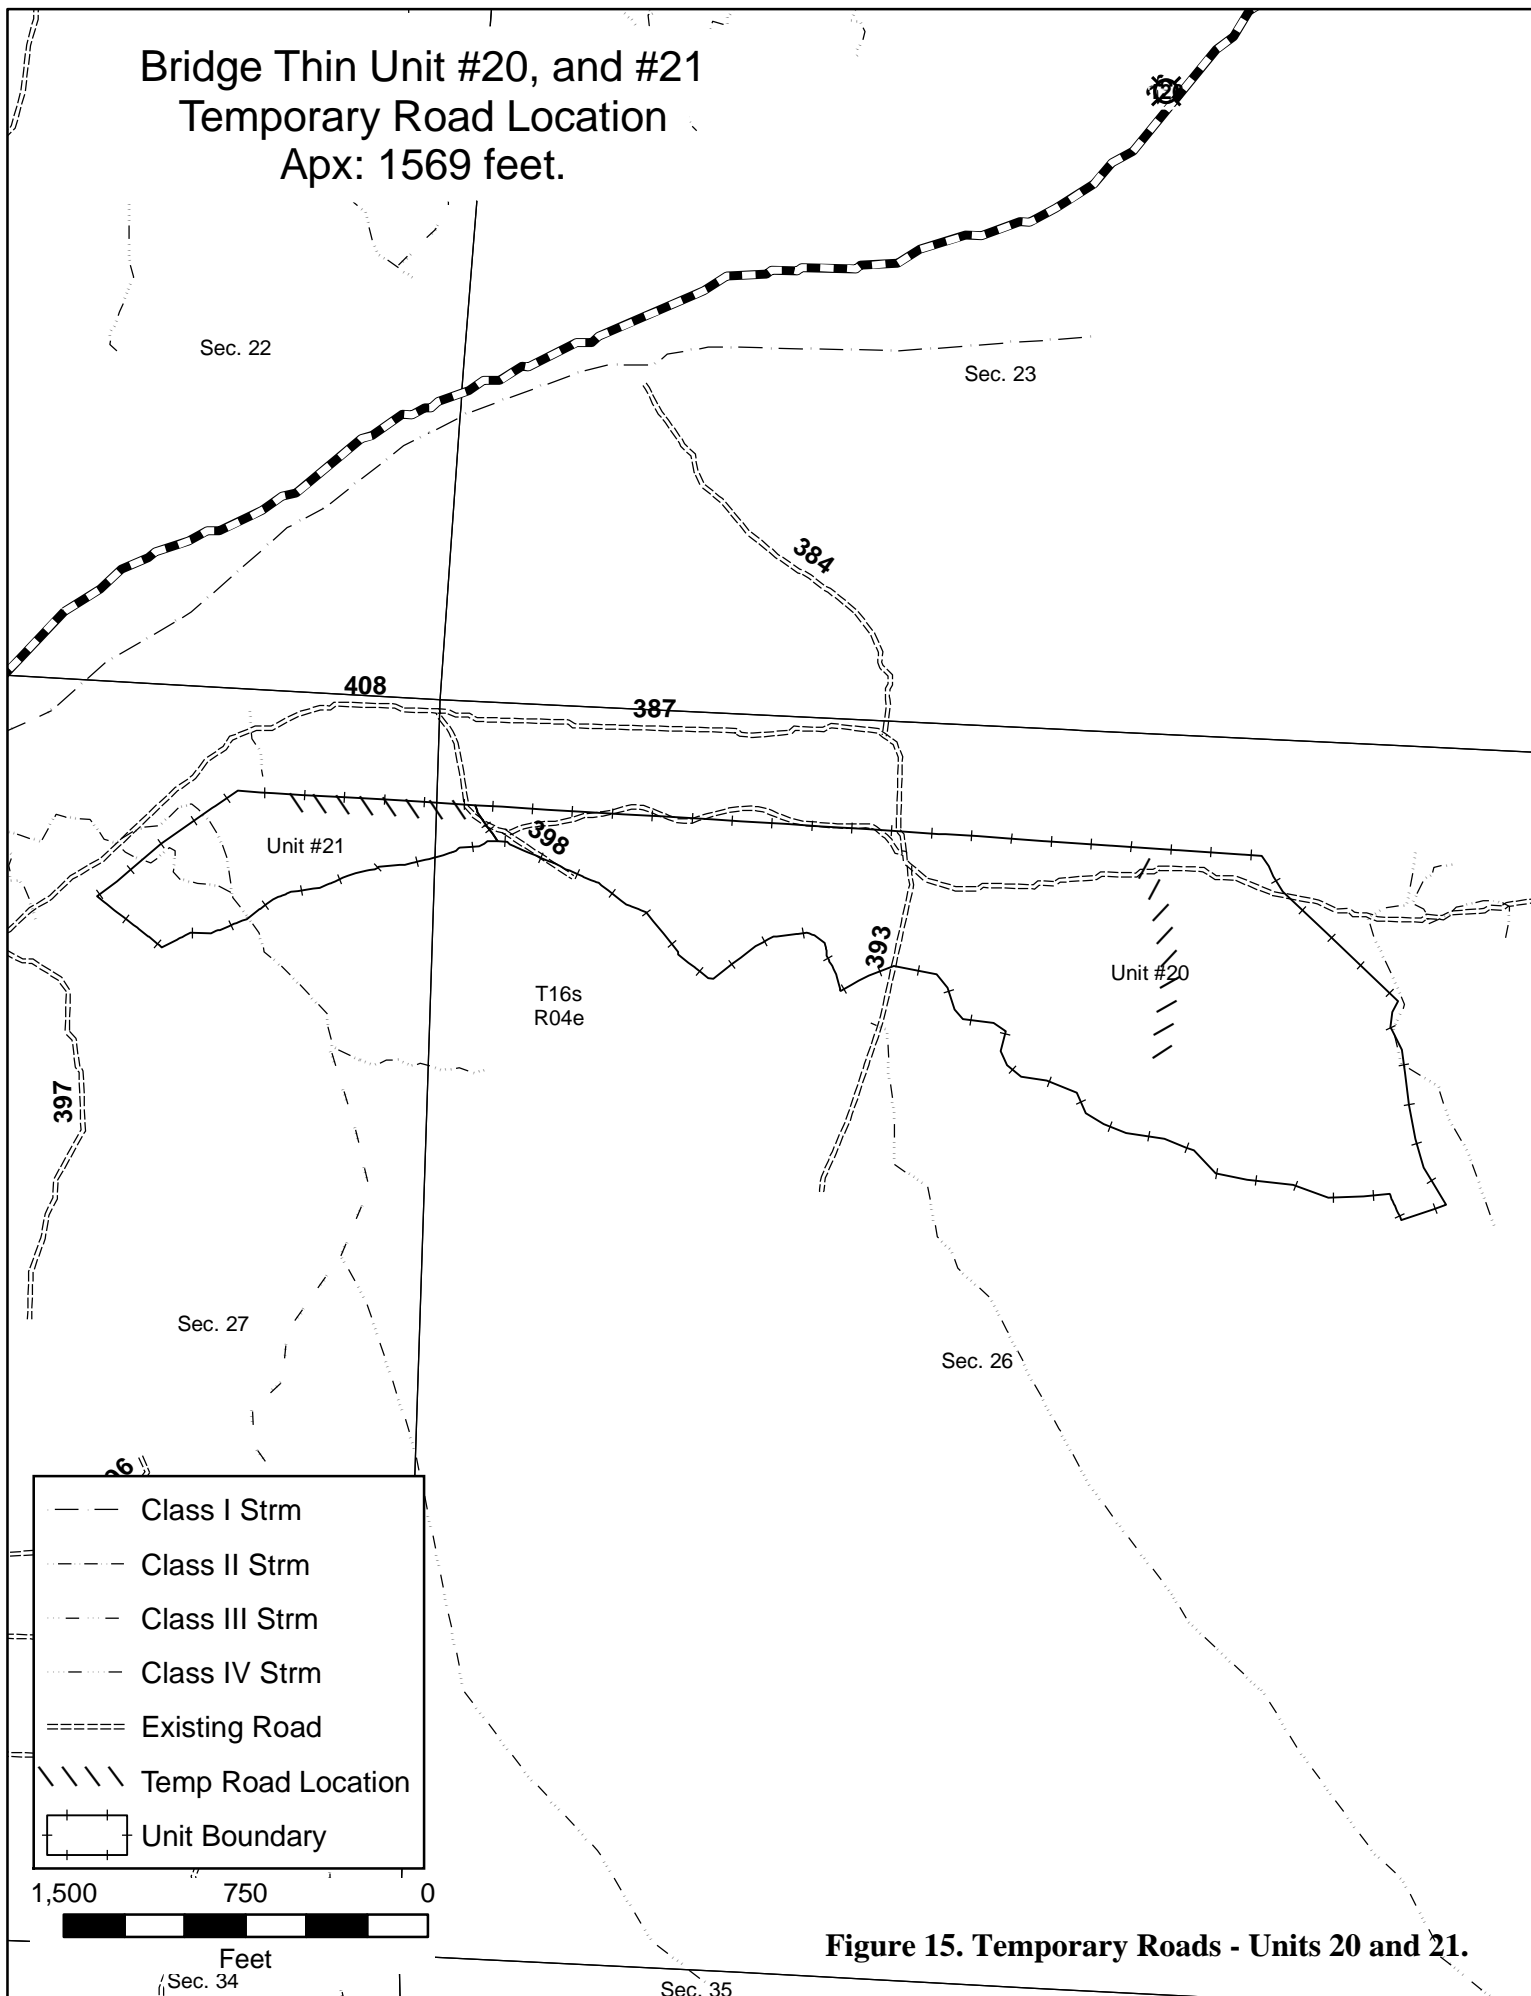 Bridge Thin Unit #20, and #21
Temporary Road Location
Apx: 1569 feet.
Sec. 22
Sec. 23
384
408
387
Unit #21
398
393
Unit #20
T16s
R04e
397
Sec. 27
Sec. 26
Class I Strm
Class II Strm
Class III Strm
Class IV Strm
Existing Road
Temp Road Location
Unit Boundary
1,500 750 0
Feet
Figure 15. Temporary Roads - Units 20 and 21.
Sec. 34
Sec. 35